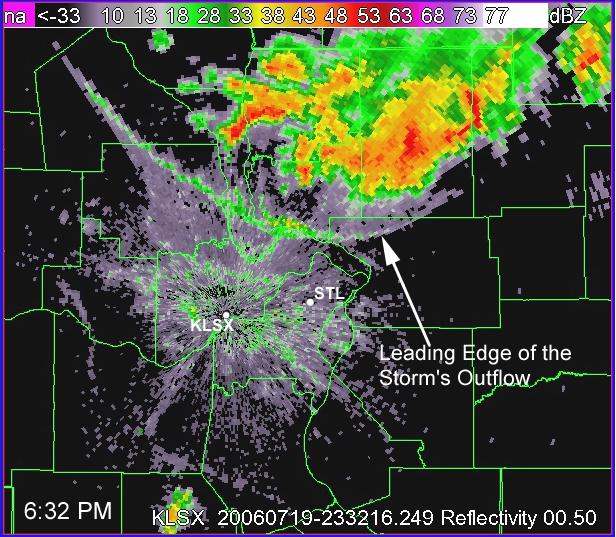 na <-33 10 13 18 28 33 38 43 48 53 63 68 73 77 dBZ
STL
KLSX
Leading Edge of the
Storm's Outflow
6:32 PM
KLSX 20060719-233216.249 Reflectivity 00.50